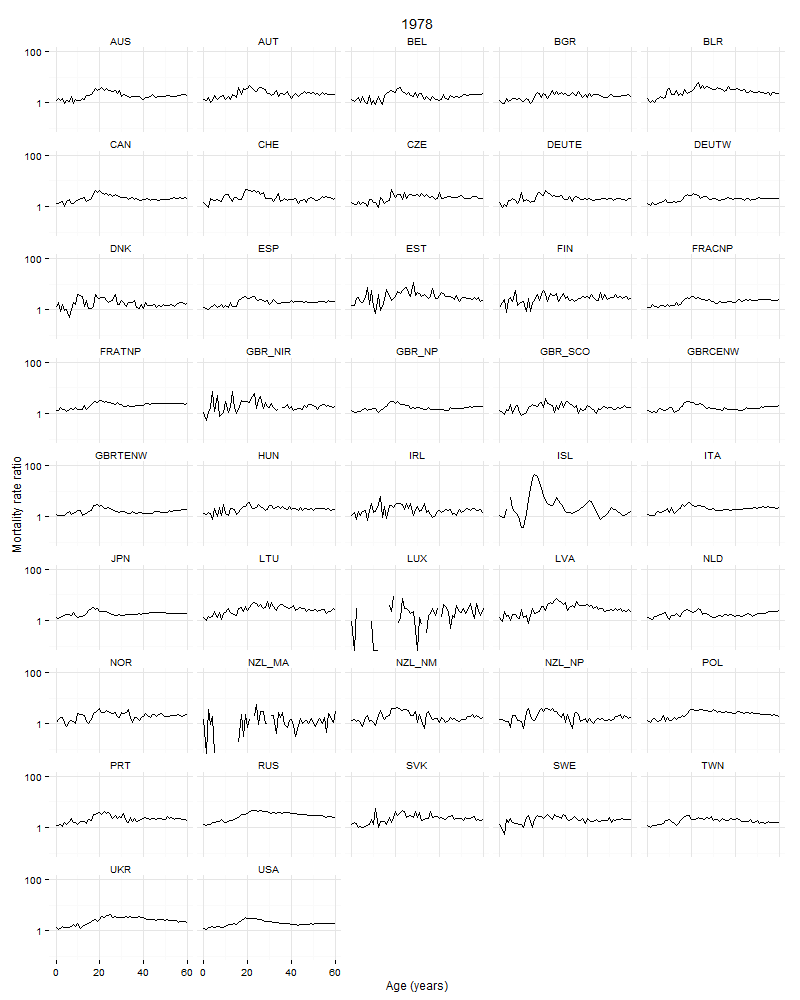 1978
AUS AUT BEL BGR BLR
100
1
CAN CHE CZE DEUTE DEUTW
100
1
DNK ESP EST FIN FRACNP
100
1
FRATNP GBR_NIR GBR_NP GBR_SCO GBRCENW
100
1
GBRTENW HUN IRL ISL ITA
100
1
Mortality rate ratio
JPN LTU LUX LVA NLD
100
1
NOR NZL_MA NZL_NM NZL_NP POL
100
1
PRT RUS SVK SWE TWN
100
1
UKR USA
100
1
0 20 40 60 0 20 40 60
Age (years)